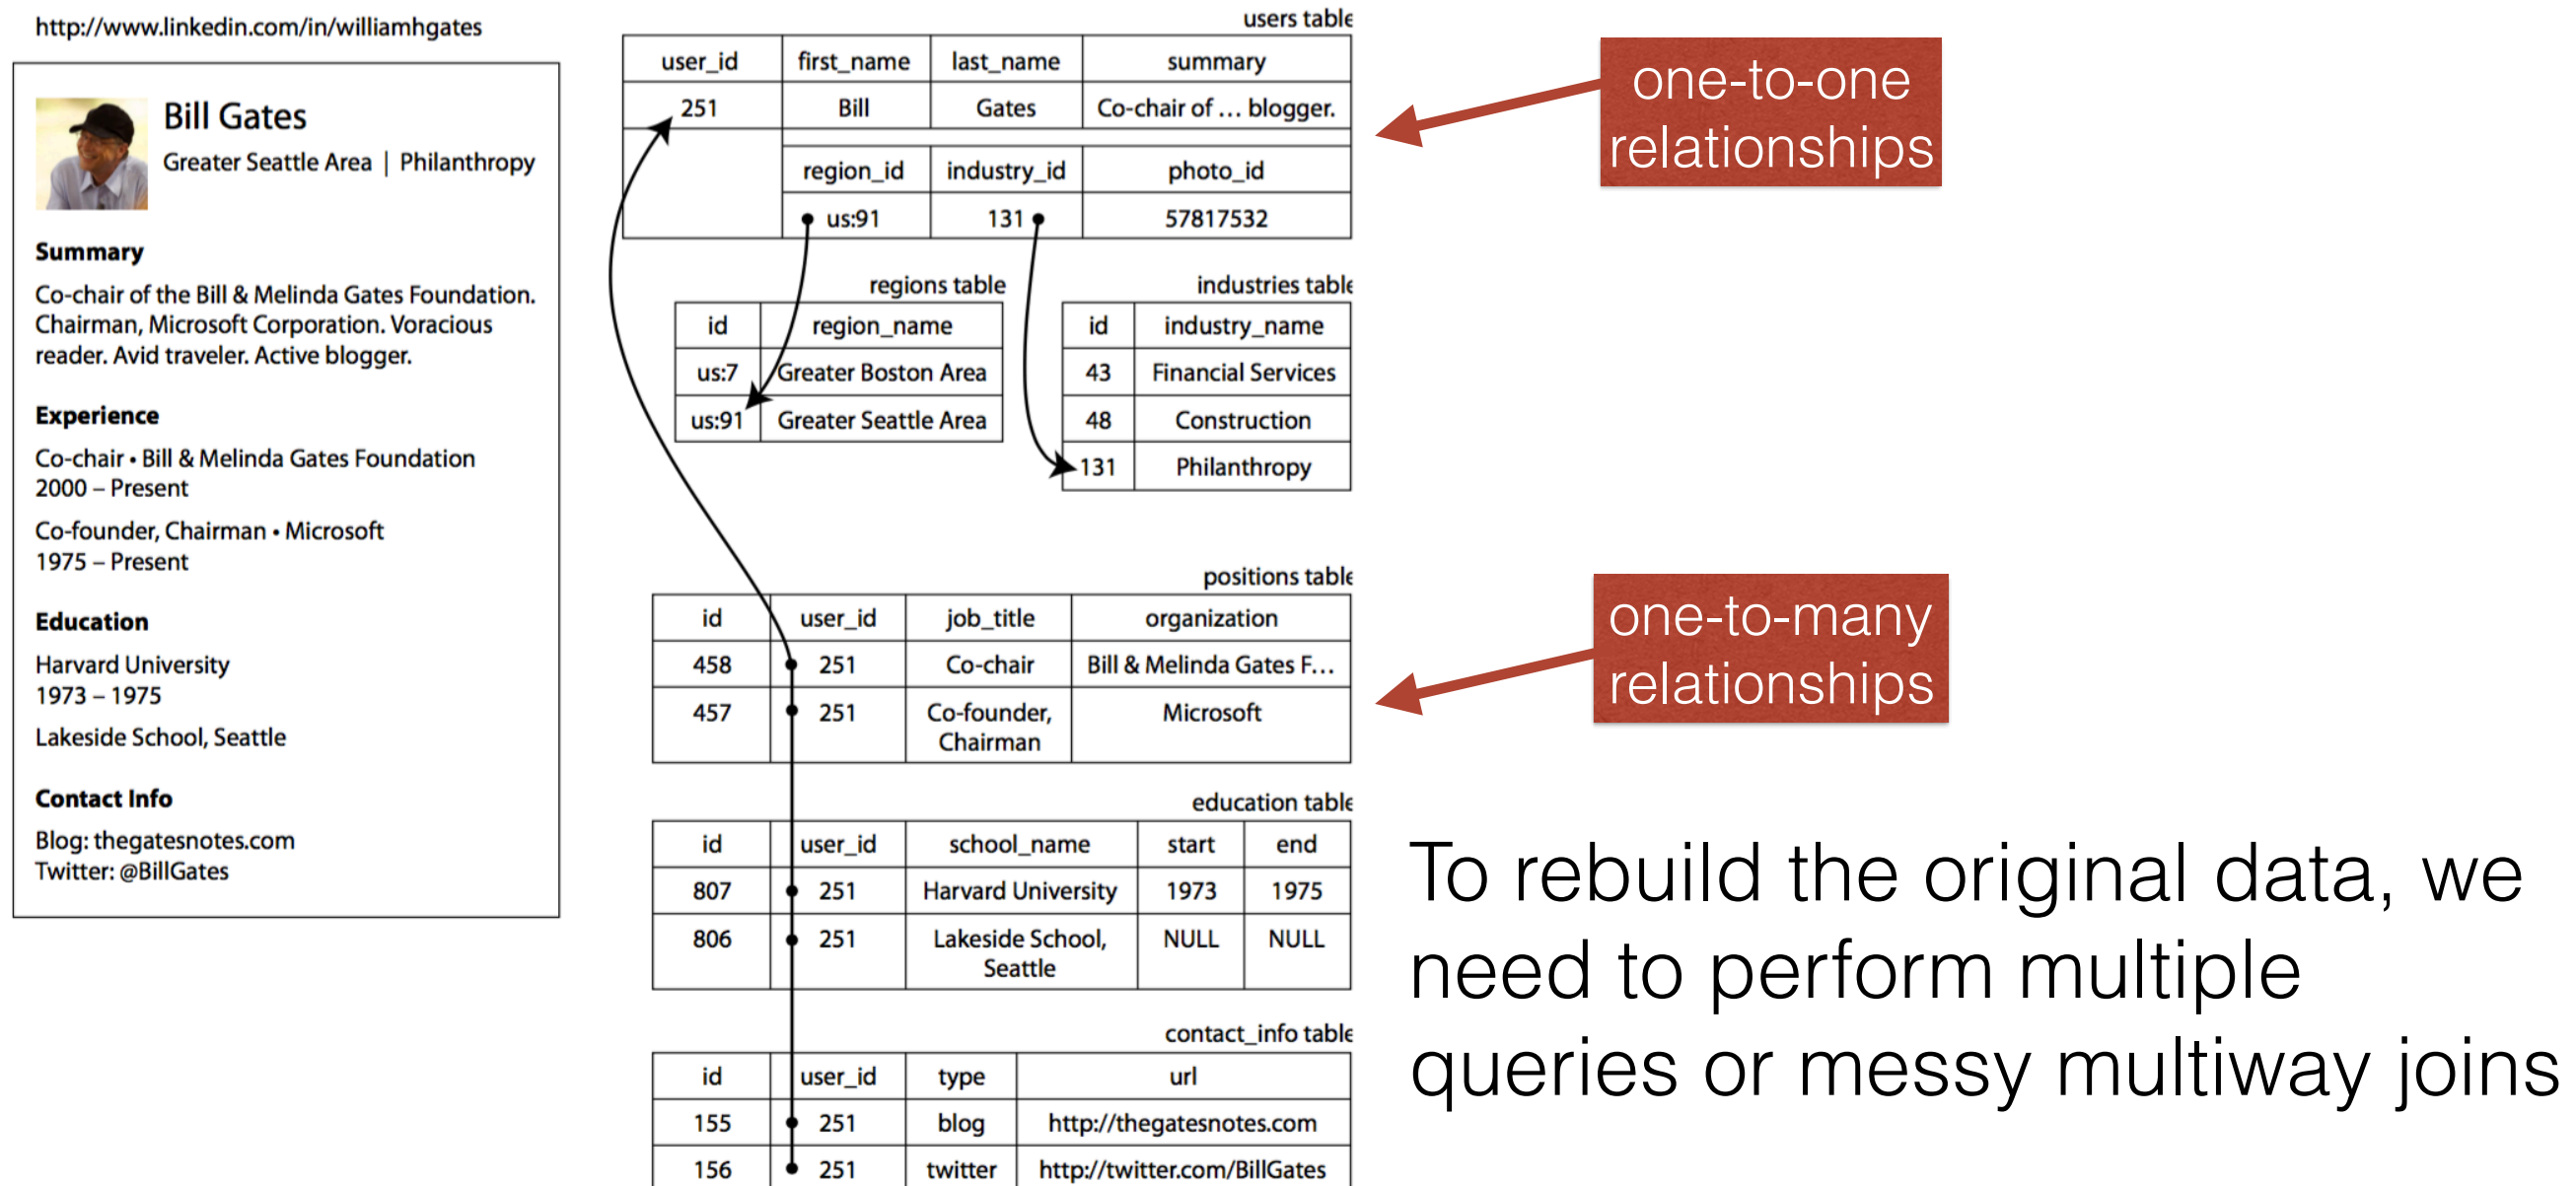 http://www.linkedin.com/in/williamhgates
Bill Gates
Greater Seattle Area | Philanthropy
Summary
Co-chair of the Bill & Melinda Gates Foundation.
Chairman, Microsoft Corporation. Voracious
reader. Avid traveler. Active blogger.
Experience
Co-chair • Bill & Melinda Gates Foundation
2000 – Present
Co-founder, Chairman • Microsoft
1975 – Present
Education
Harvard University
1973 – 1975
Lakeside School, Seattle
Contact Info
Blog: thegatesnotes.com
Twitter: @BillGates
users table
user_id first_name last_name summary
251 Bill Gates Co-chair of … blogger.
region_id industry_id photo_id
us:91 131 57817532
regions table
id region_name
us:7 Greater Boston Area
us:91 Greater Seattle Area
industries table
id industry_name
43 Financial Services
48 Construction
131 Philanthropy
positions table
id user_id job_title organization
458 251 Co-chair Bill & Melinda Gates F…
457 251 Co-founder, Microsoft
Chairman
education table
id user_id school_name start end
807 251 Harvard University 1973 1975
806 251 Lakeside School, NULL NULL
Seattle
contact_info table
id user_id type url
155 251 blog http://thegatesnotes.com
156 251 twitter http://twitter.com/BillGates
one-to-one
relationships
one-to-many
relationships
To rebuild the original data, we
need to perform multiple
queries or messy multiway joins